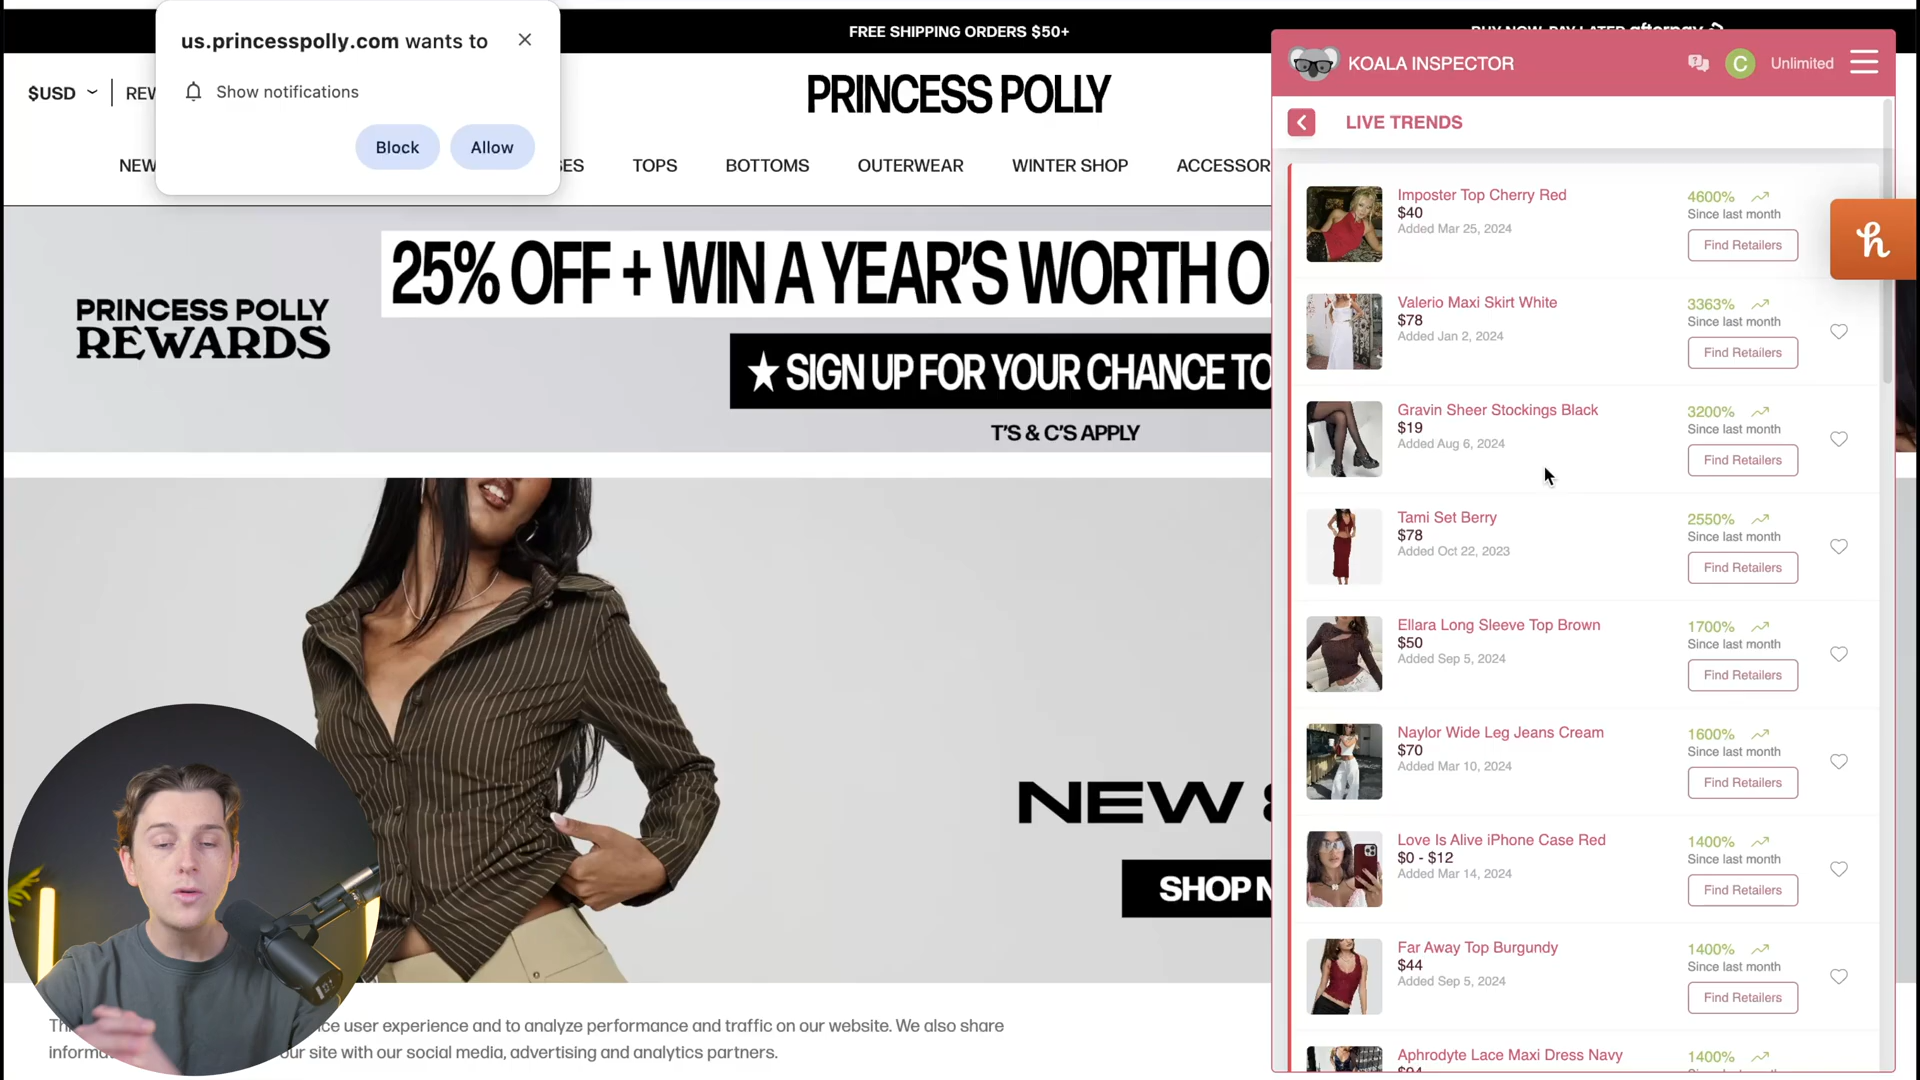 us.princesspolly.com wants to
Show notifications
Block
Allow
FREE SHIPPING ORDERS $50+
BUY NOW, PAY LATER afterpay
$USD
PRINCESS POLLY
TOPS
BOTTOMS
OUTERWEAR
WINTER SHOP
PRINCESS POLLY
REWARDS
25% OFF + WIN A YEAR'S WORTH O
★ SIGN UP FOR YOUR CHANCE TO
T'S & C'S APPLY
NEW
SHOP N
ce user experience and to analyze performance and traffic on our website. We also share
our site with our social media, advertising and analytics partners.
KOALA INSPECTOR
C
Unlimited
LIVE TRENDS
Imposter Top Cherry Red
$40
Added Mar 25, 2024
4600%
Since last month
Find Retailers
h
Valerio Maxi Skirt White
$78
Added Jan 2, 2024
3363%
Since last month
Find Retailers
Gravin Sheer Stockings Black
$19
Added Aug 6, 2024
3200%
Since last month
Find Retailers
Tami Set Berry
$78
Added Oct 22, 2023
2550%
Since last month
Find Retailers
Ellara Long Sleeve Top Brown
$50
Added Sep 5, 2024
1700%
Since last month
Find Retailers
Naylor Wide Leg Jeans Cream
$70
Added Mar 10, 2024
1600%
Since last month
Find Retailers
Love Is Alive iPhone Case Red
$0 - $12
Added Mar 14, 2024
1400%
Since last month
Find Retailers
Far Away Top Burgundy
$44
Added Sep 5, 2024
1400%
Since last month
Find Retailers
Aphrodyte Lace Maxi Dress Navy
1400%